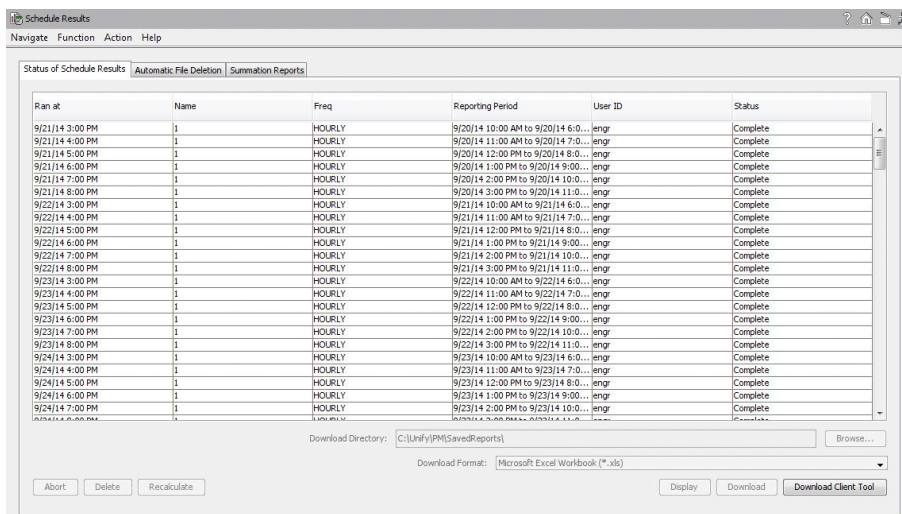 Schedule Results
Navigate Function Action Help
Status of Schedule Results Automatic File Deletion Summation Reports
Ran at Name Freq Reporting Period User ID Status
9/21/14 3:00 PM 1 HOURLY 9/20/14 10:00 AM to 9/20/14 6:0... engr Complete
9/21/14 4:00 PM 1 HOURLY 9/20/14 11:00 AM to 9/20/14 7:0... engr Complete
9/21/14 5:00 PM 1 HOURLY 9/20/14 12:00 PM to 9/20/14 8:0... engr Complete
9/21/14 6:00 PM 1 HOURLY 9/20/14 1:00 PM to 9/20/14 9:00... engr Complete
9/21/14 7:00 PM 1 HOURLY 9/20/14 2:00 PM to 9/20/14 10:0... engr Complete
9/21/14 8:00 PM 1 HOURLY 9/20/14 3:00 PM to 9/20/14 11:0... engr Complete
9/22/14 3:00 PM 1 HOURLY 9/21/14 10:00 AM to 9/21/14 6:0... engr Complete
9/22/14 4:00 PM 1 HOURLY 9/21/14 11:00 AM to 9/21/14 7:0... engr Complete
9/22/14 5:00 PM 1 HOURLY 9/21/14 12:00 PM to 9/21/14 8:0... engr Complete
9/22/14 6:00 PM 1 HOURLY 9/21/14 1:00 PM to 9/21/14 9:00... engr Complete
9/22/14 7:00 PM 1 HOURLY 9/21/14 2:00 PM to 9/21/14 10:0... engr Complete
9/22/14 8:00 PM 1 HOURLY 9/21/14 3:00 PM to 9/21/14 11:0... engr Complete
9/23/14 3:00 PM 1 HOURLY 9/22/14 10:00 AM to 9/22/14 6:0... engr Complete
9/23/14 4:00 PM 1 HOURLY 9/22/14 11:00 AM to 9/22/14 7:0... engr Complete
9/23/14 5:00 PM 1 HOURLY 9/22/14 12:00 PM to 9/22/14 8:0... engr Complete
9/23/14 6:00 PM 1 HOURLY 9/22/14 1:00 PM to 9/22/14 9:00... engr Complete
9/23/14 7:00 PM 1 HOURLY 9/22/14 2:00 PM to 9/22/14 10:0... engr Complete
9/23/14 8:00 PM 1 HOURLY 9/22/14 3:00 PM to 9/22/14 11:0... engr Complete
9/24/14 3:00 PM 1 HOURLY 9/23/14 10:00 AM to 9/23/14 6:0... engr Complete
9/24/14 4:00 PM 1 HOURLY 9/23/14 11:00 AM to 9/23/14 7:0... engr Complete
9/24/14 5:00 PM 1 HOURLY 9/23/14 12:00 PM to 9/23/14 8:0... engr Complete
9/24/14 6:00 PM 1 HOURLY 9/23/14 1:00 PM to 9/23/14 9:00... engr Complete
9/24/14 7:00 PM 1 HOURLY 9/23/14 2:00 PM to 9/23/14 10:0... engr Complete
Download Directory: C:\Unify\PM\SavedReports\ Browse...
Download Format: Microsoft Excel Workbook (*.xls)
Abort Delete Recalculate Display Download Download Client Tool